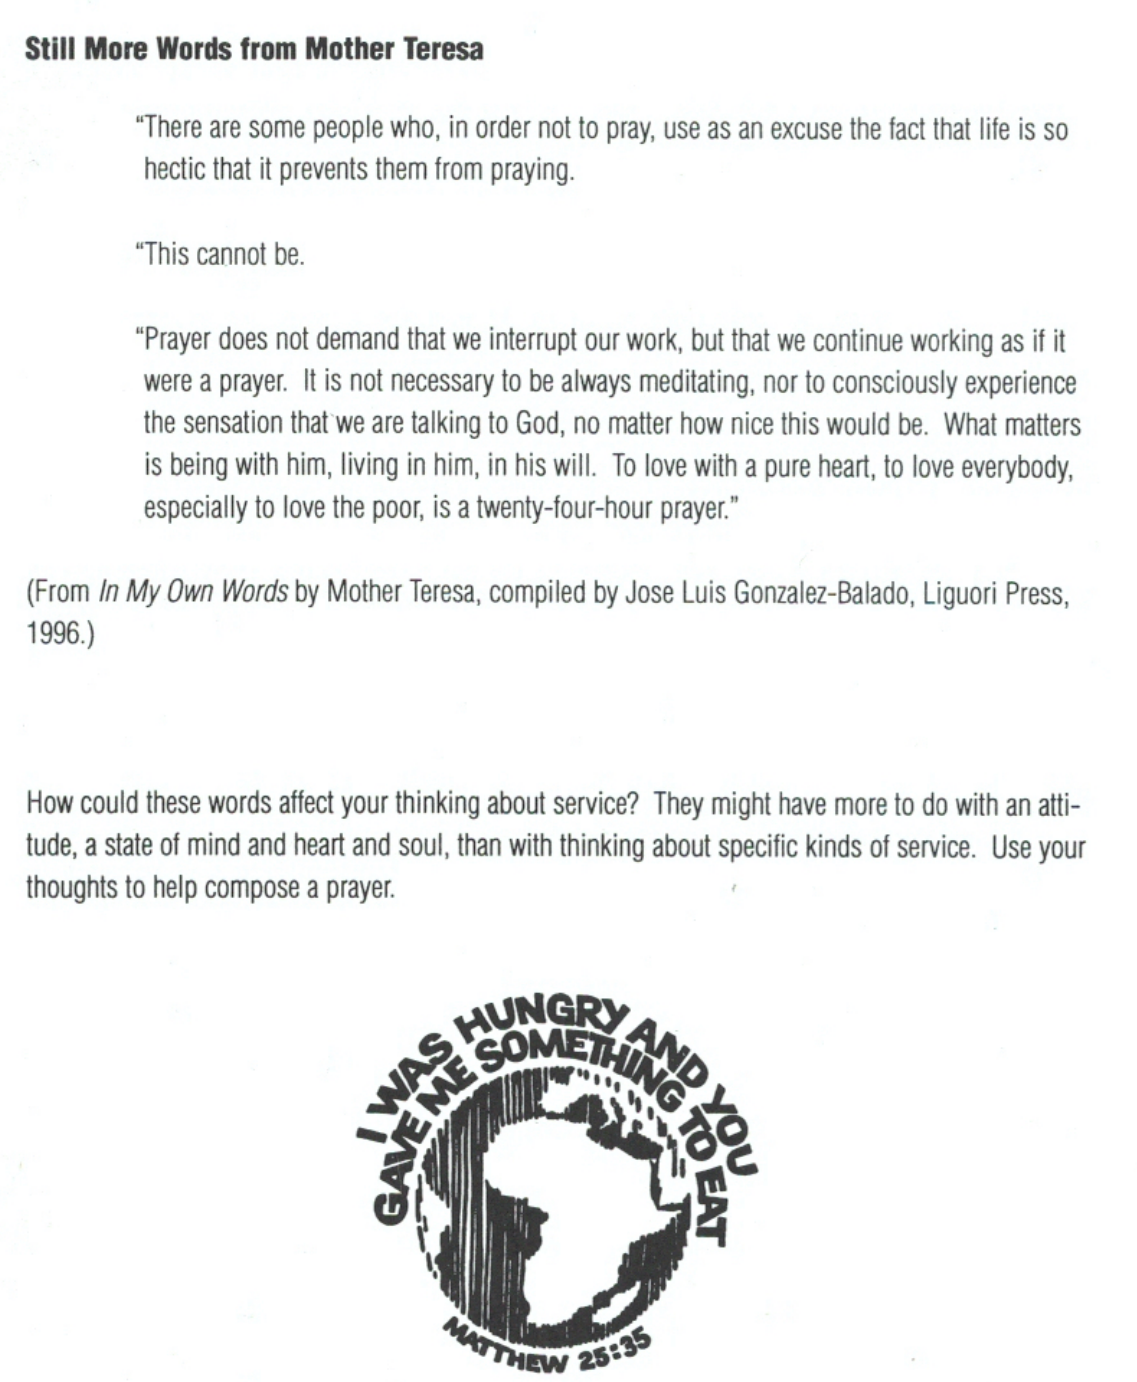 Still More Words from Mother Teresa
“There are some people who, in order not to pray, use as an excuse the fact that life is so
hectic that it prevents them from praying.
“This cannot be.
“Prayer does not demand that we interrupt our work, but that we continue working as if it
were a prayer. It is not necessary to be always meditating, nor to consciously experience
the sensation that we are talking to God, no matter how nice this would be. What matters
is being with him, living in him, in his will. To love with a pure heart, to love everybody,
especially to love the poor, is a twenty-four-hour prayer.”
(From In My Own Words by Mother Teresa, compiled by Jose Luis Gonzalez-Balado, Liguori Press,
1996.)
How could these words affect your thinking about service? They might have more to do with an atti-
tude, a state of mind and heart and soul, than with thinking about specific kinds of service. Use your
thoughts to help compose a prayer.
I WAS HUNGRY AND YOU
GAVE ME SOMETHING TO EAT
MATTHEW 25:35